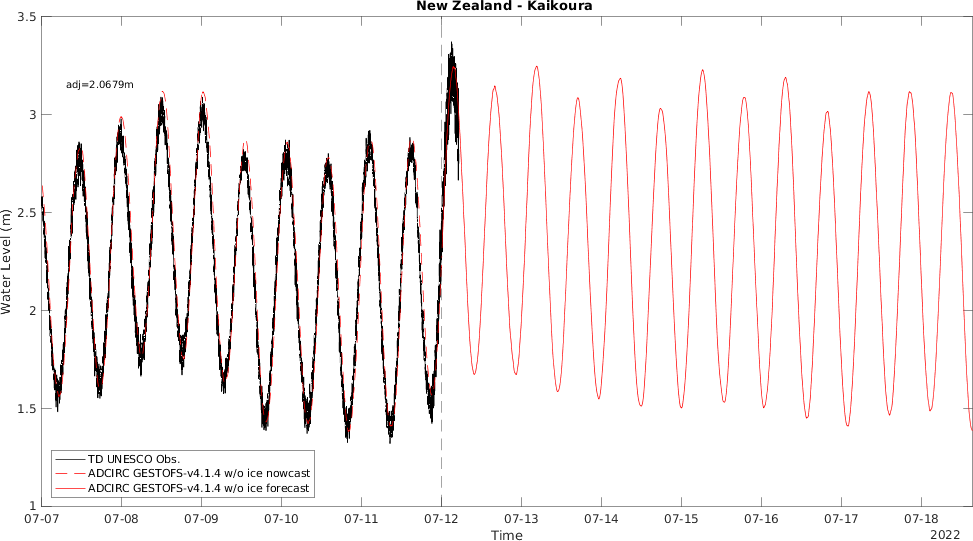 New Zealand - Kaikoura
3.5
adj=2.0679m
3
2.5
Water Level (m)
2
1.5
TD UNESCO Obs.
ADCIRC GESTOFS-v4.1.4 w/o ice nowcast
ADCIRC GESTOFS-v4.1.4 w/o ice forecast
1
07-07 07-08 07-09 07-10 07-11 07-12 07-13 07-14 07-15 07-16 07-17 07-18
Time
2022